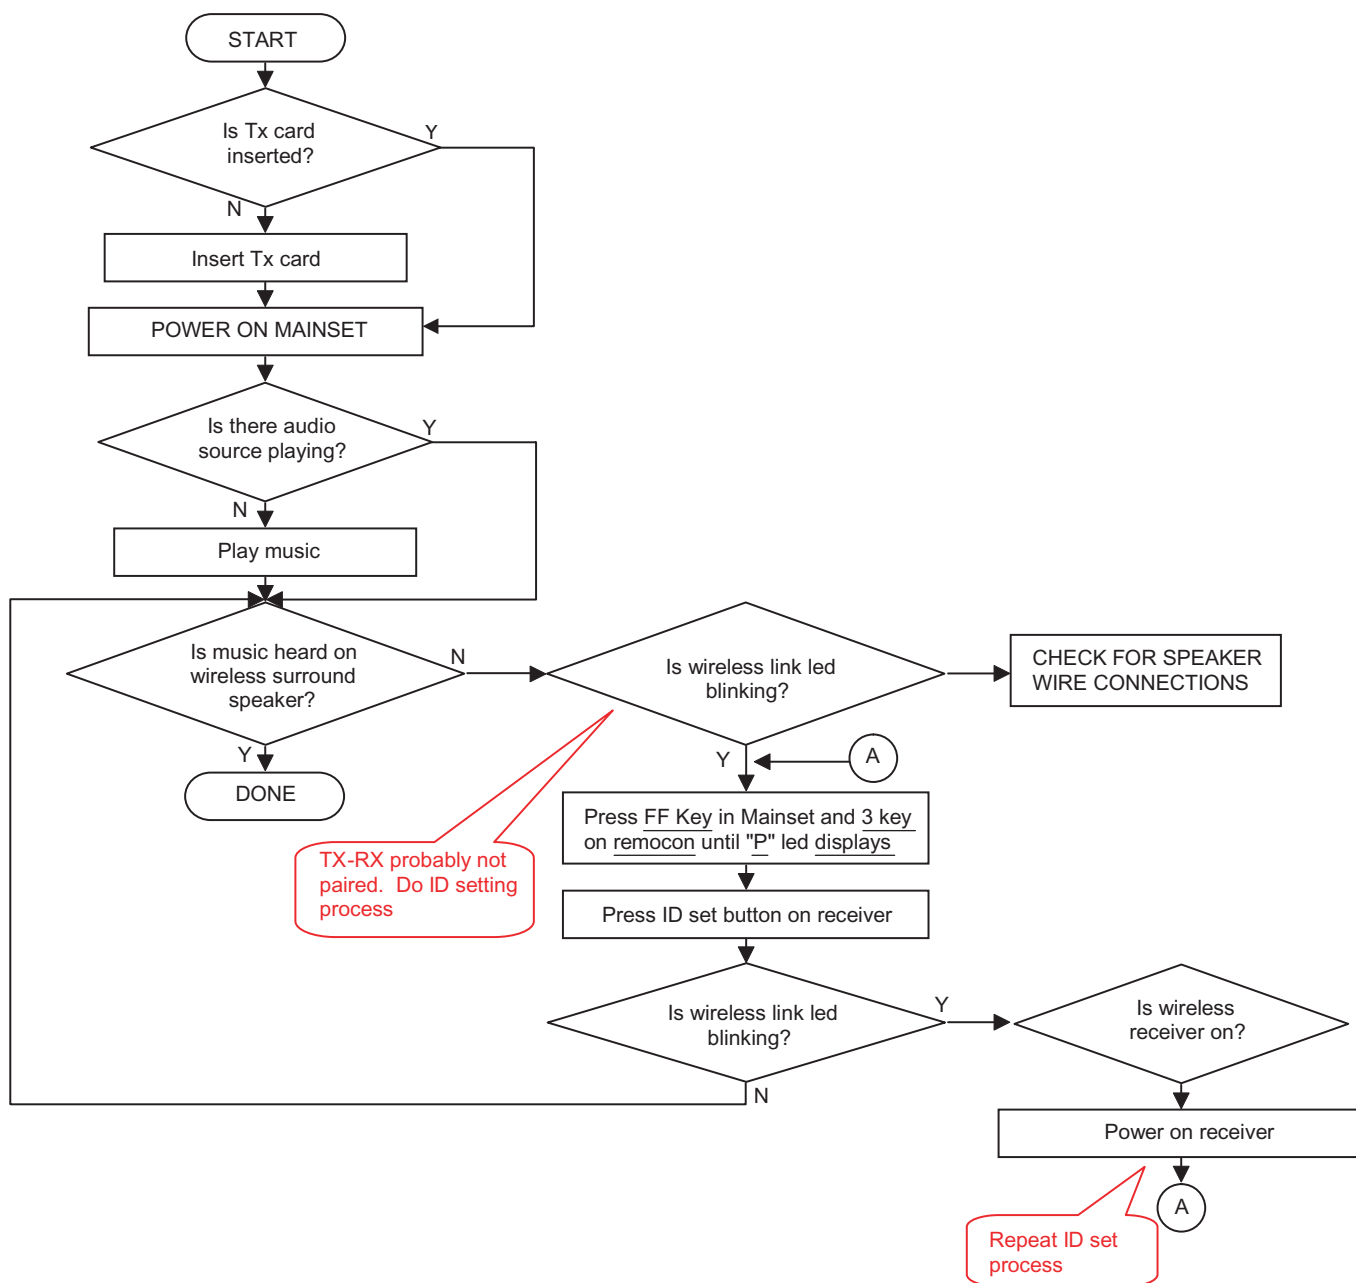 START
Is Tx card
inserted?
Y
N
Insert Tx card
POWER ON MAINSET
Is there audio
source playing?
Y
N
Play music
Is music heard on
wireless surround
speaker?
N
Y
DONE
Is wireless link led
blinking?
CHECK FOR SPEAKER
WIRE CONNECTIONS
Y
A
TX-RX probably not
paired. Do ID setting
process
Press FF Key in Mainset and 3 key
on remocon until "P" led displays
Press ID set button on receiver
Is wireless link led
blinking?
Y
N
Is wireless
receiver on?
Power on receiver
A
Repeat ID set
process